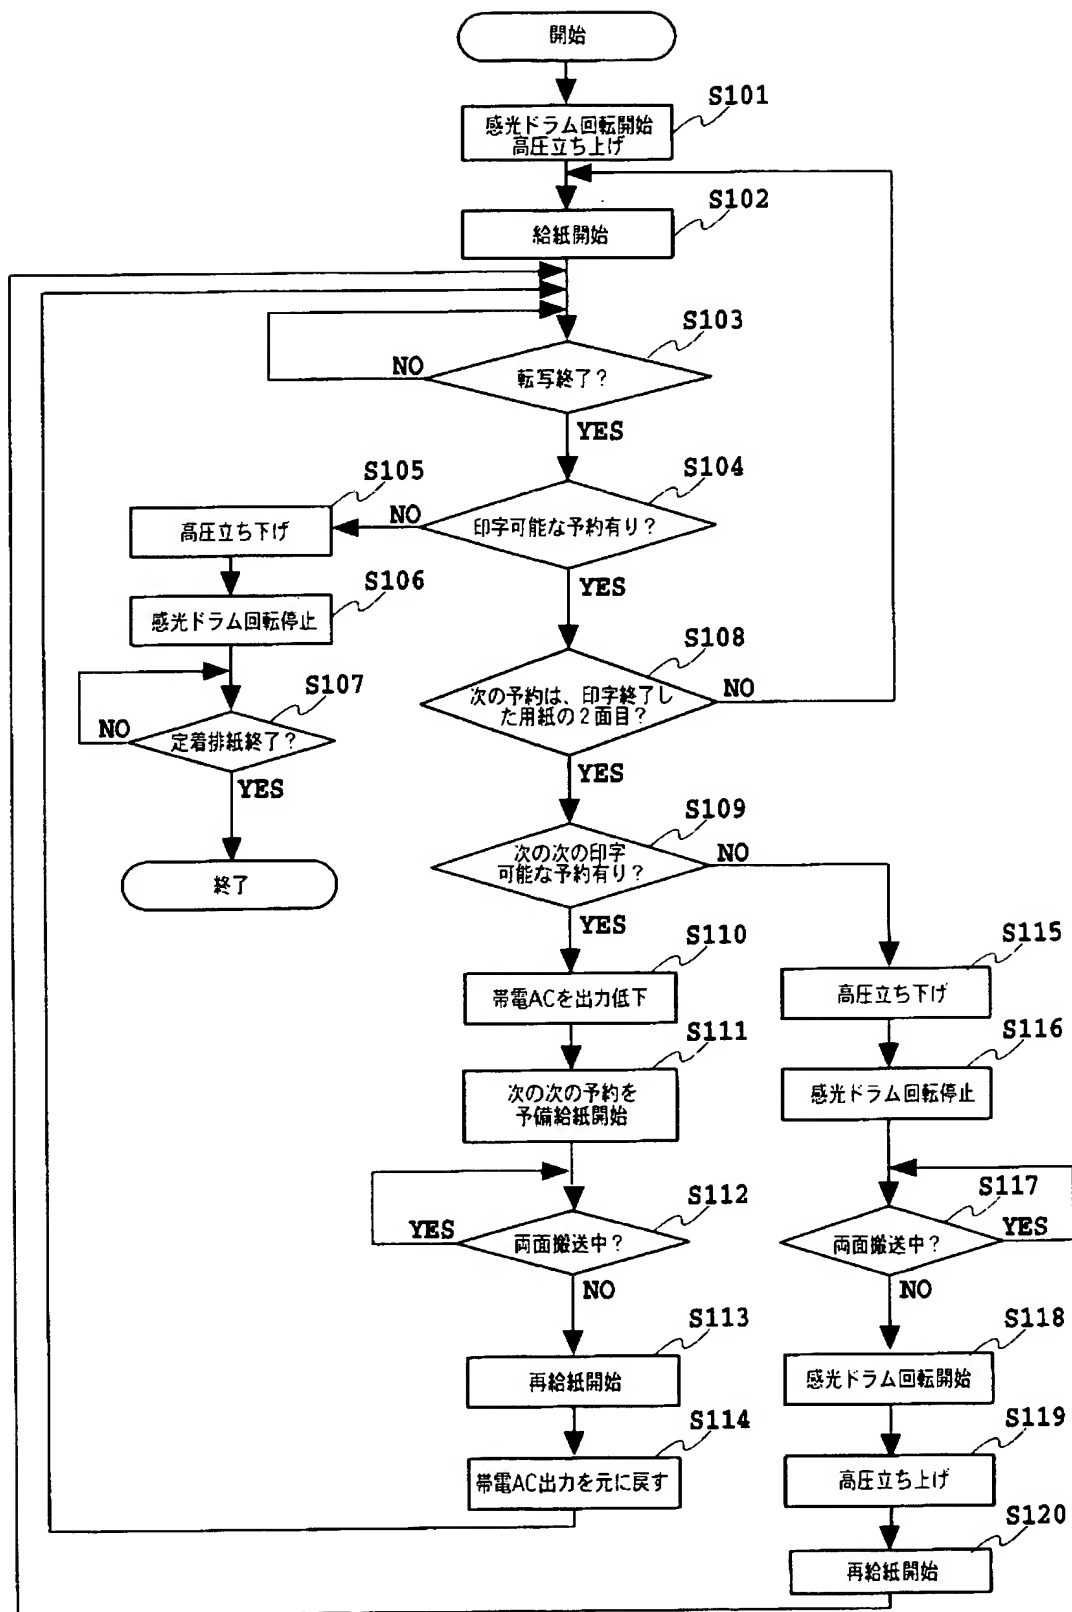 開始
S101
感光ドラム回転開始
高圧立ち上げ
S102
給紙開始
S103
転写終了?
NO
YES
S104
印字可能な予約有り?
NO
YES
S105
高圧立ち下げ
S106
感光ドラム回転停止
S107
定着排紙終了?
NO
YES
終了
S108
次の予約は、印字終了し
た用紙の2面目?
NO
YES
S109
次の次の印字
可能な予約有り?
NO
YES
S110
帯電ACを出力低下
S111
次の次の予約を
予備給紙開始
S112
両面搬送中?
YES
NO
S113
再給紙開始
S114
帯電AC出力を元に戻す
S115
高圧立ち下げ
S116
感光ドラム回転停止
S117
両面搬送中?
YES
NO
S118
感光ドラム回転開始
S119
高圧立ち上げ
S120
再給紙開始